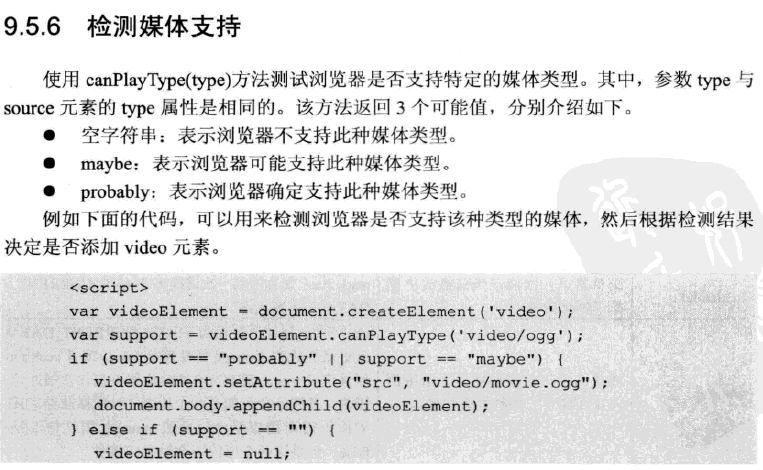 9.5.6 检测媒体支持
使用 canPlayType(type)方法测试浏览器是否支持特定的媒体类型。其中，参数 type 与
source 元素的 type 属性是相同的。该方法返回 3 个可能值，分别介绍如下。
● 空字符串：表示浏览器不支持此种媒体类型。
● maybe：表示浏览器可能支持此种媒体类型。
● probably：表示浏览器确定支持此种媒体类型。
例如下面的代码，可以用来检测浏览器是否支持该种类型的媒体，然后根据检测结果
决定是否添加 video 元素。
<script>
var videoElement = document.createElement('video');
var support = videoElement.canPlayType('video/ogg');
if (support == "probably" || support == "maybe") {
videoElement.setAttribute("src", "video/movie.ogg");
document.body.appendChild(videoElement);
} else if (support == "") {
videoElement = null;